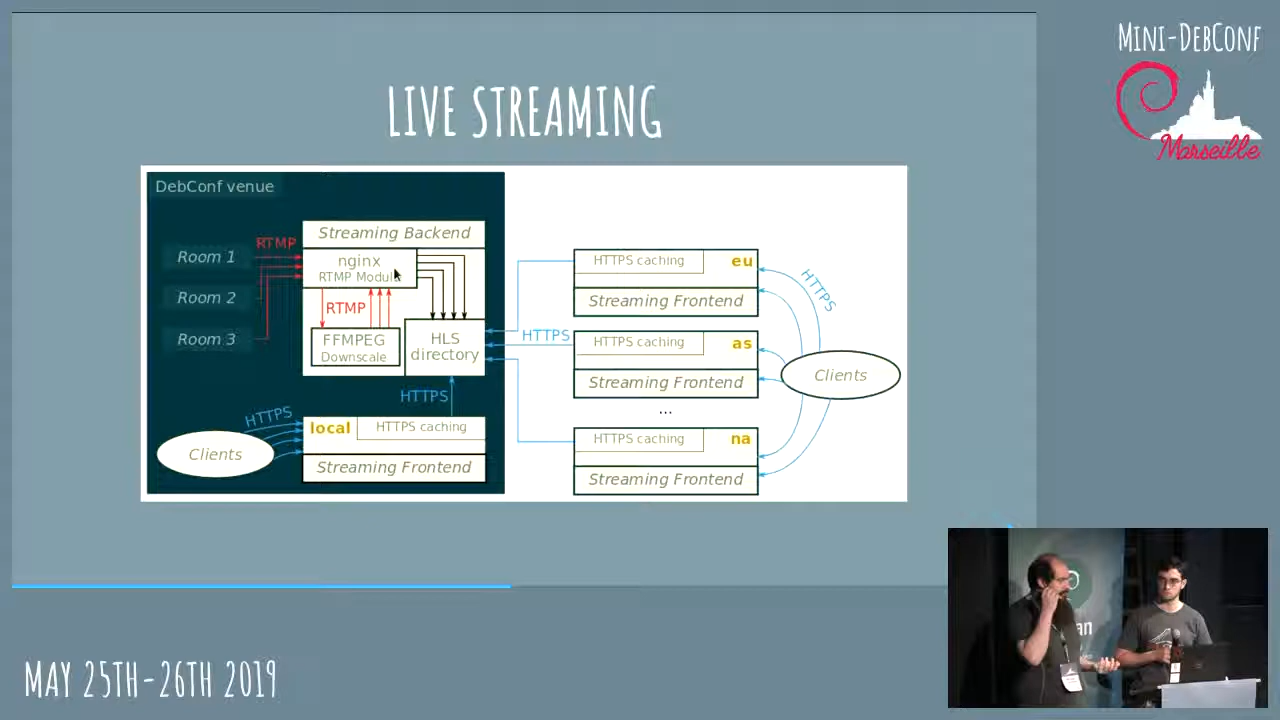 MINI-DEBCONF
Marseille
LIVE STREAMING
DebConf venue
Streaming Backend
RTMP
Room 1
nginx
RTMP Module
Room 2
RTMP
Room 3
FFMPEG
Downscale
HLS
directory
HTTPS
HTTPS
local
HTTPS caching
Clients
Streaming Frontend
HTTPS
HTTPS caching
eu
Streaming Frontend
HTTPS caching
as
Streaming Frontend
...
HTTPS caching
na
Streaming Frontend
HTTPS
Clients
an
MAY 25TH-26TH 2019